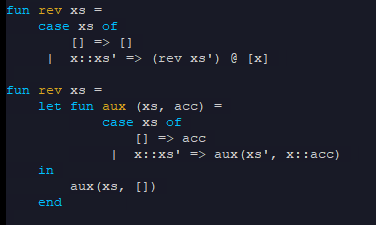 fun rev xs =
    case xs of
        [] => []
     |  x::xs' => (rev xs') @ [x]

fun rev xs =
    let fun aux (xs, acc) =
            case xs of
                [] => acc
             |  x::xs' => aux(xs', x::acc)
    in
        aux(xs, [])
    end